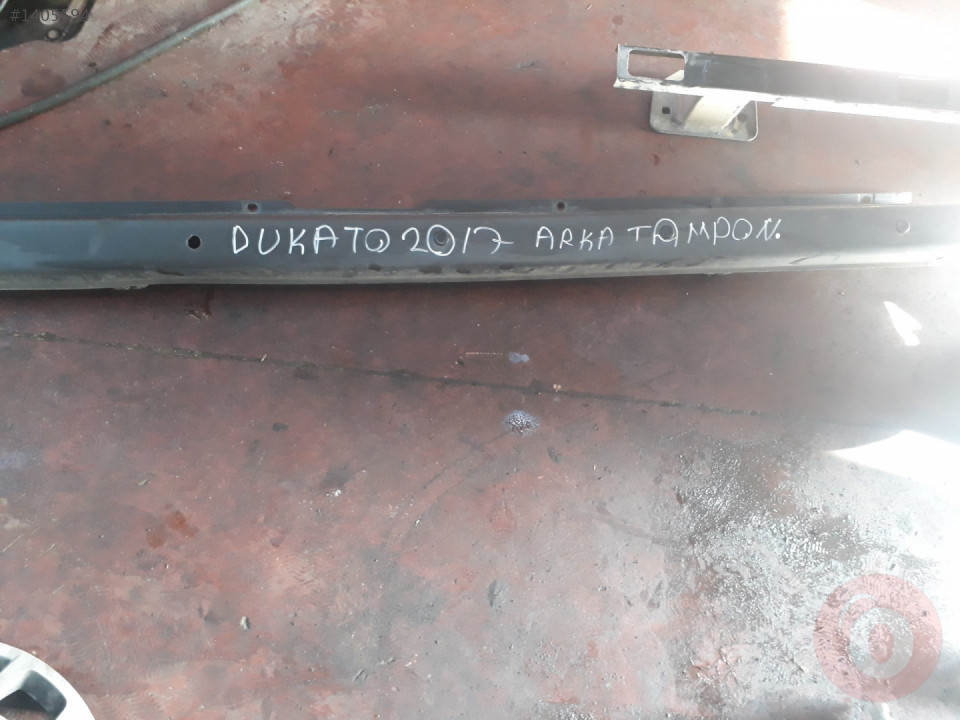 DUKATO 2017 ARKA TAMPON.